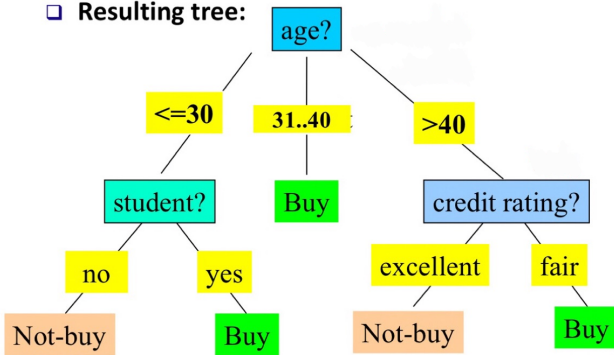 Resulting tree:
age?
<=30
31..40
>40
student?
Buy
credit rating?
no
yes
excellent
fair
Not-buy
Buy
Not-buy
Buy